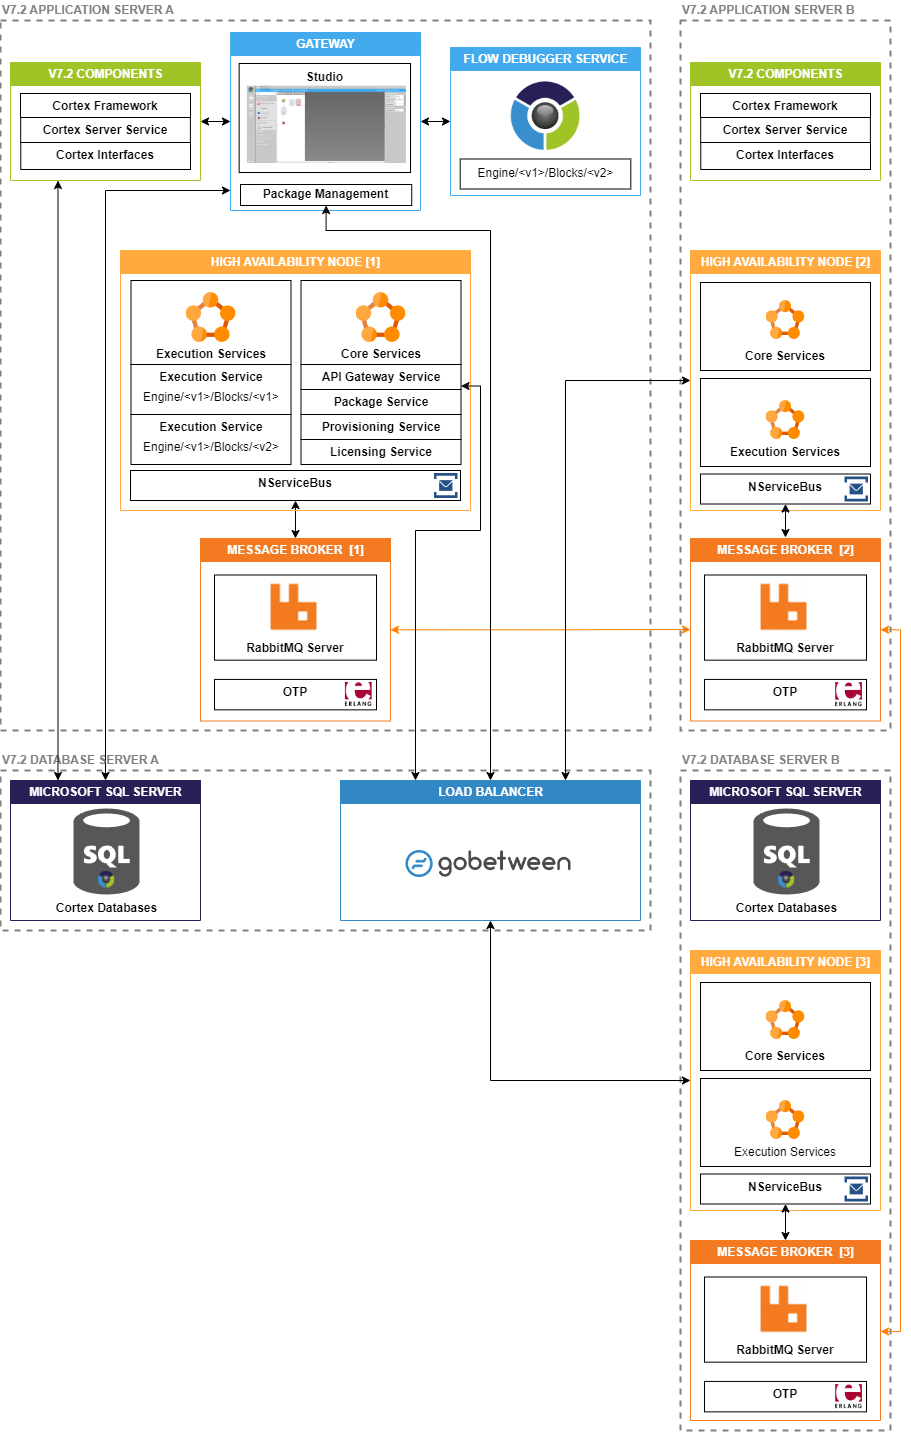 V7.2 APPLICATION SERVER A
V7.2 COMPONENTS
Cortex Framework
Cortex Server Service
Cortex Interfaces
GATEWAY
Studio
Package Management
FLOW DEBUGGER SERVICE
Engine/<v1>/Blocks/<v2>
HIGH AVAILABILITY NODE [1]
Execution Services
Execution Service
Engine/<v1>/Blocks/<v1>
Execution Service
Engine/<v1>/Blocks/<v2>
Core Services
API Gateway Service
Package Service
Provisioning Service
Licensing Service
NServiceBus
MESSAGE BROKER [1]
RabbitMQ Server
OTP
ERLANG
V7.2 APPLICATION SERVER B
V7.2 COMPONENTS
Cortex Framework
Cortex Server Service
Cortex Interfaces
HIGH AVAILABILITY NODE [2]
Core Services
Execution Services
NServiceBus
MESSAGE BROKER [2]
RabbitMQ Server
OTP
ERLANG
V7.2 DATABASE SERVER A
MICROSOFT SQL SERVER
SQL
Cortex Databases
LOAD BALANCER
gobetween
V7.2 DATABASE SERVER B
MICROSOFT SQL SERVER
SQL
Cortex Databases
HIGH AVAILABILITY NODE [3]
Core Services
Execution Services
NServiceBus
MESSAGE BROKER [3]
RabbitMQ Server
OTP
ERLANG